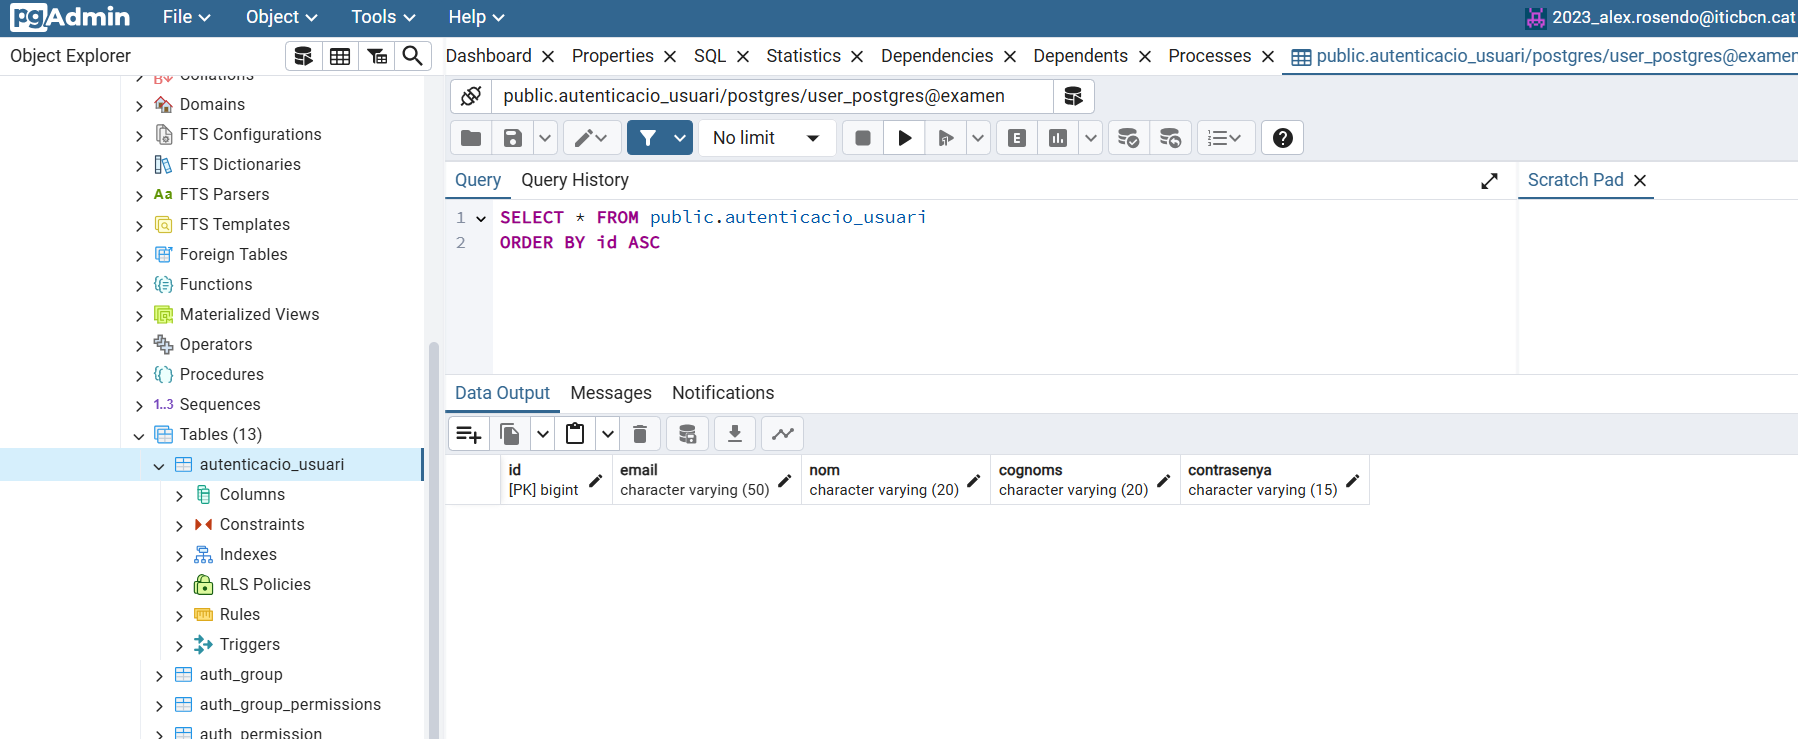 pgAdmin File Object Tools Help 2023_alex.rosendo@iticbcn.cat
Object Explorer
Dashboard Properties SQL Statistics Dependencies Dependents Processes public.autenticacio_usuari/postgres/user_postgres@examen
Collations
Domains
FTS Configurations
FTS Dictionaries
Aa FTS Parsers
FTS Templates
Foreign Tables
Functions
Materialized Views
Operators
Procedures
1..3 Sequences
Tables (13)
autenticacio_usuari
Columns
Constraints
Indexes
RLS Policies
Rules
Triggers
auth_group
auth_group_permissions
auth_permission
public.autenticacio_usuari/postgres/user_postgres@examen
No limit E
Query Query History
Scratch Pad
1 SELECT * FROM public.autenticacio_usuari
2 ORDER BY id ASC
Data Output Messages Notifications
id email nom cognoms contrasenya
[PK] bigint character varying (50) character varying (20) character varying (20) character varying (15)